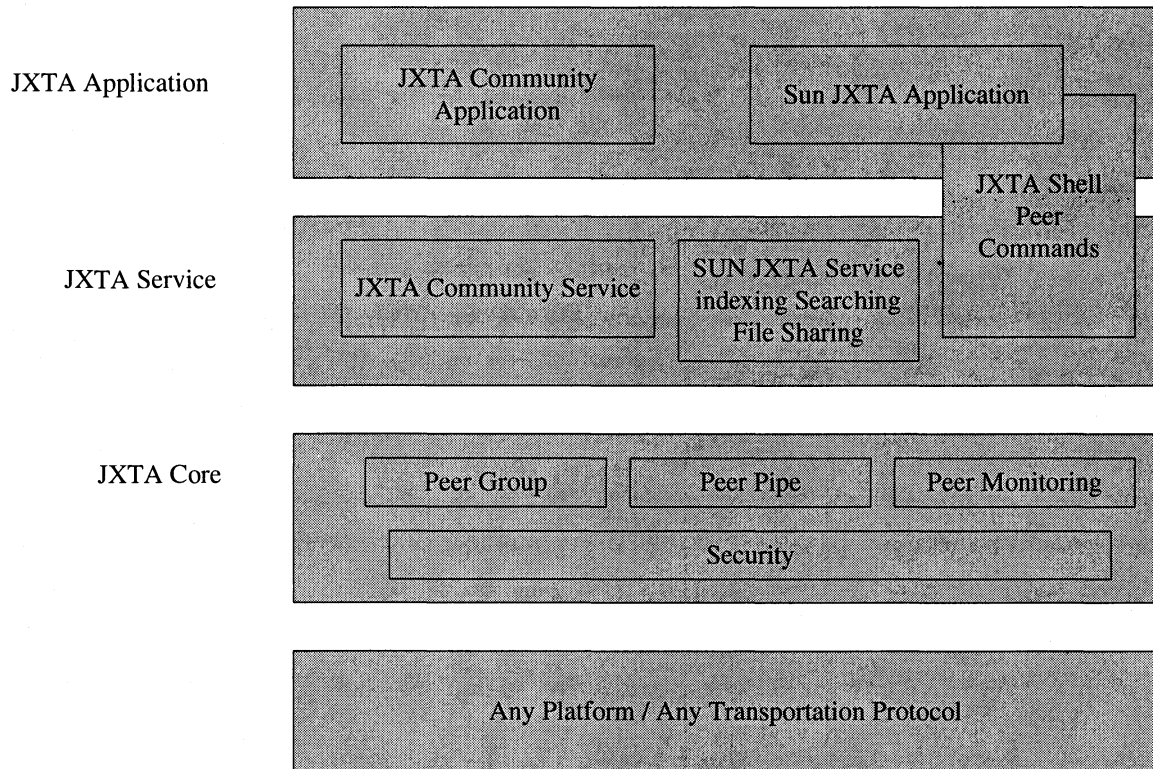 JXTA Application
JXTA Community
Application
Sun JXTA Application
JXTA Shell
Peer
Commands
JXTA Service
JXTA Community Service
SUN JXTA Service
indexing Searching
File Sharing
JXTA Core
Peer Group
Peer Pipe
Peer Monitoring
Security
Any Platform / Any Transportation Protocol